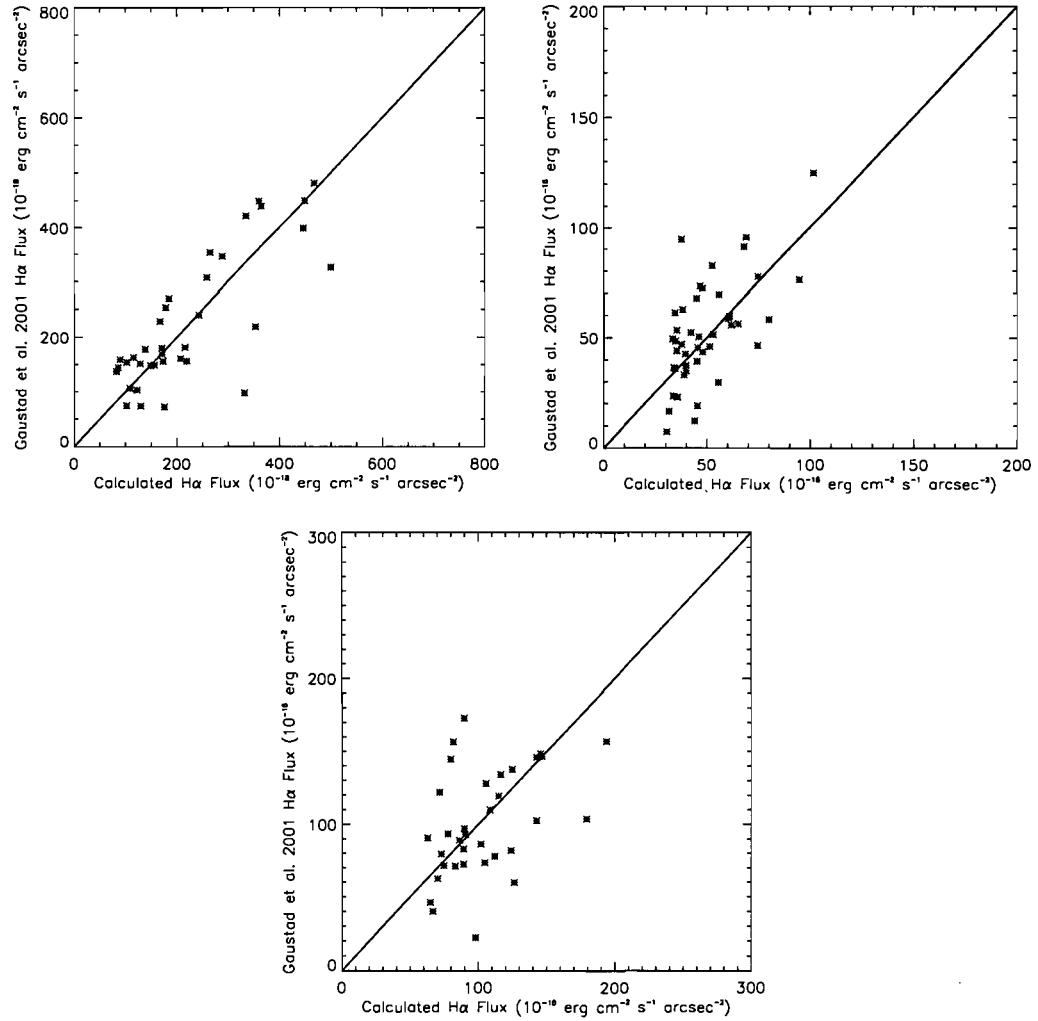 800
600
400
200
0
0 200 400 600 800
Gaustad et al. 2001 Hα Flux (10⁻¹⁸ erg cm⁻² s⁻¹ arcsec⁻²)
Calculated Hα Flux (10⁻¹⁸ erg cm⁻² s⁻¹ arcsec⁻²)
200
150
100
50
0
0 50 100 150 200
Gaustad et al. 2001 Hα Flux (10⁻¹⁸ erg cm⁻² s⁻¹ arcsec⁻²)
Calculated Hα Flux (10⁻¹⁸ erg cm⁻² s⁻¹ arcsec⁻²)
300
200
100
0
0 100 200 300
Gaustad et al. 2001 Hα Flux (10⁻¹⁸ erg cm⁻² s⁻¹ arcsec⁻²)
Calculated Hα Flux (10⁻¹⁸ erg cm⁻² s⁻¹ arcsec⁻²)